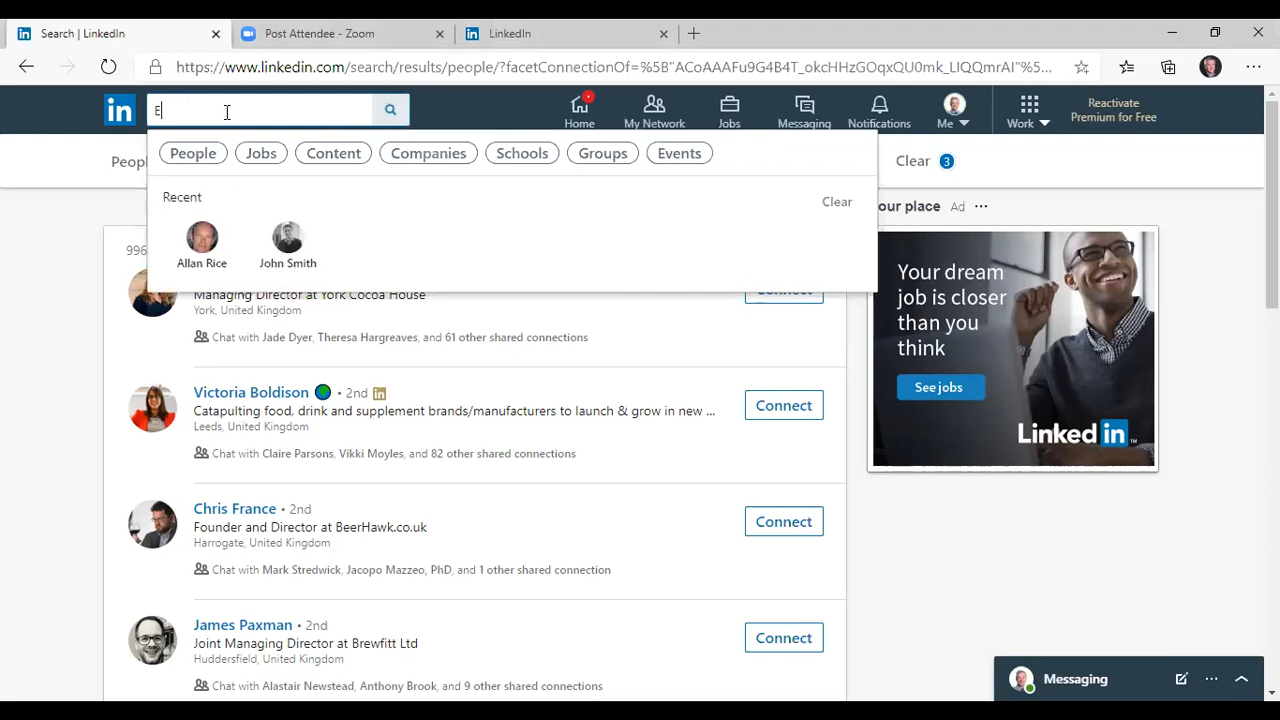 Search | LinkedIn
Post Attendee - Zoom
LinkedIn
https://www.linkedin.com/search/results/people/?facetConnectionOf=%5B"ACoAAAFu9G4B4T_okcHHzGOqxQU0mk_LIQQmrAI"%5...
in
E
Home
My Network
Jobs
Messaging
Notifications
Me
Work
Reactivate
Premium for Free
People
Jobs
Content
Companies
Schools
Groups
Events
Clear 3
Recent
Clear
Allan Rice
John Smith
our place Ad ...
996
Managing Director at York Cocoa House
York, United Kingdom
Chat with Jade Dyer, Theresa Hargreaves, and 61 other shared connections
Connect
Victoria Boldison • 2nd in
Catapulting food, drink and supplement brands/manufacturers to launch & grow in new ...
Leeds, United Kingdom
Chat with Claire Parsons, Vikki Moyles, and 82 other shared connections
Connect
Chris France • 2nd
Founder and Director at BeerHawk.co.uk
Harrogate, United Kingdom
Chat with Mark Stredwick, Jacopo Mazzeo, PhD, and 1 other shared connection
Connect
James Paxman • 2nd
Joint Managing Director at Brewfitt Ltd
Huddersfield, United Kingdom
Chat with Alastair Newstead, Anthony Brook, and 9 other shared connections
Connect
Your dream
job is closer
than you
think
See jobs
Linked in
Messaging